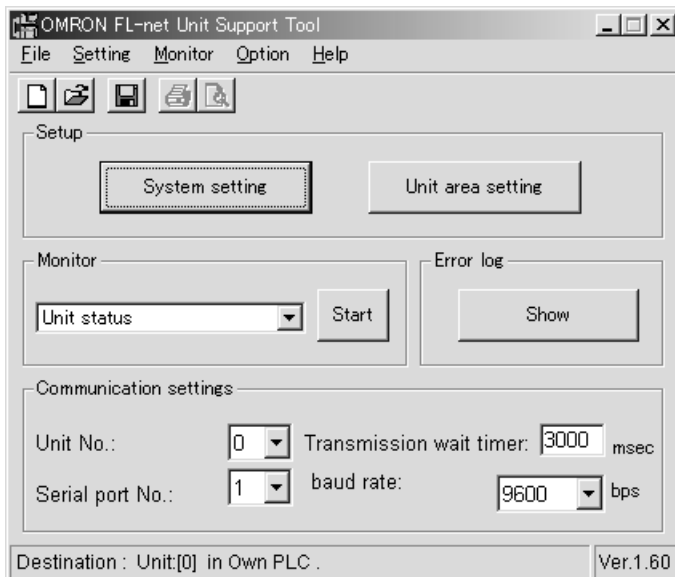 OMRON FL-net Unit Support Tool
File Setting Monitor Option Help
Setup
System setting Unit area setting
Monitor Error log
Unit status Start Show
Communication settings
Unit No.: 0 Transmission wait timer: 3000 msec
Serial port No.: 1 baud rate: 9600 bps
Destination : Unit:[0] in Own PLC . Ver.1.60